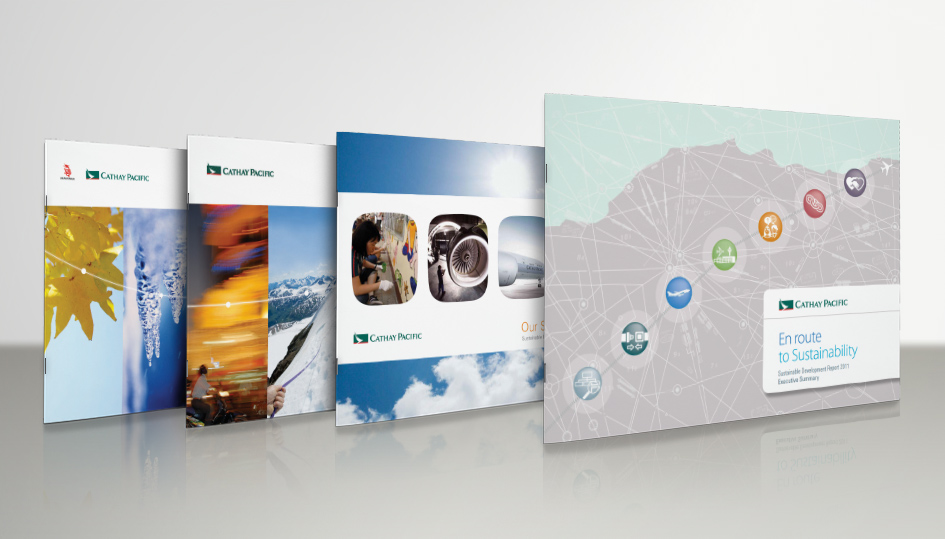 CATHAY PACIFIC
CATHAY PACIFIC
CATHAY PACIFIC
Our S
Sustainable
CATHAY PACIFIC
En route
to Sustainability
Sustainable Development Report 2011
Executive Summary